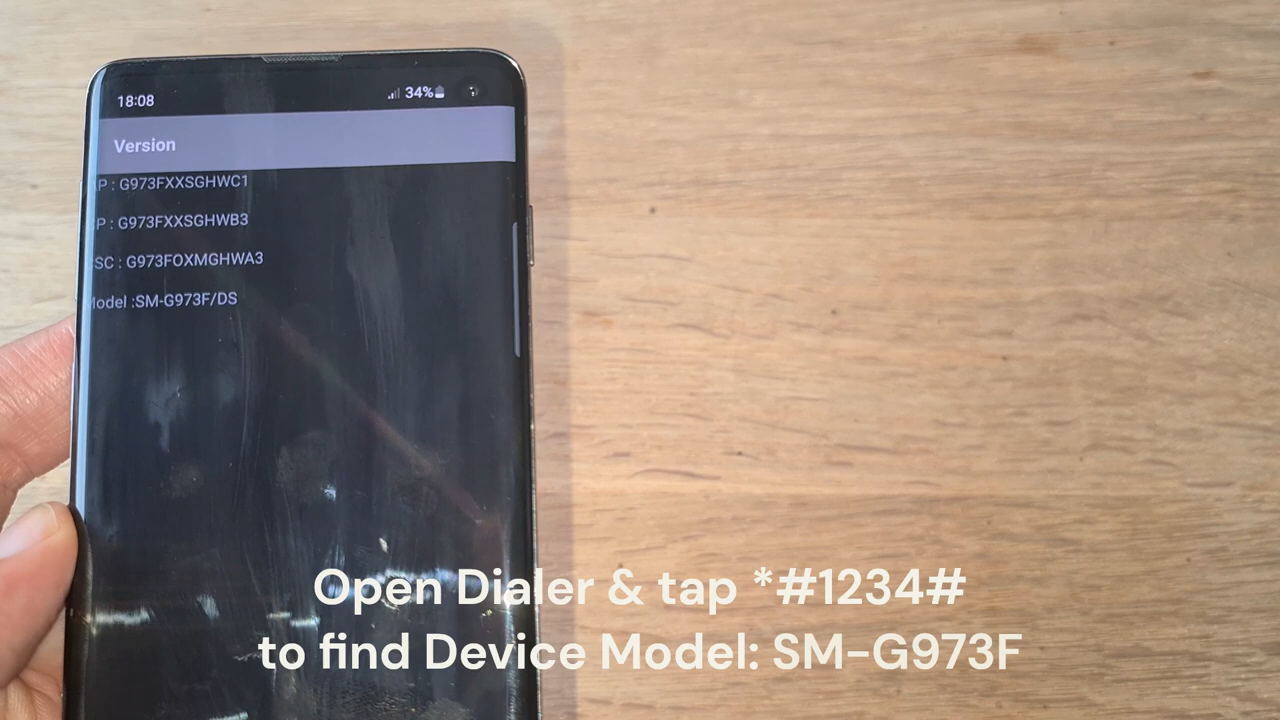 18:08
34%
Version
P : G973FXXSGHWC1
P : G973FXXSGHWB3
SC : G973FOXMGHWA3
Model :SM-G973F/DS
Open Dialer & tap *#1234#
to find Device Model: SM-G973F